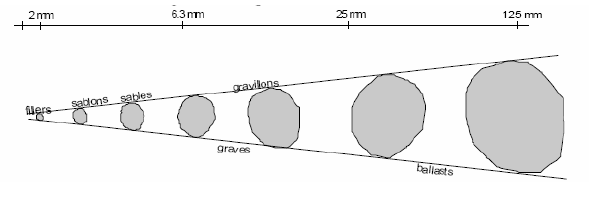 2 mm 6.3 mm 25 mm 125 mm
fillers sablons sables gravillons
graves ballasts